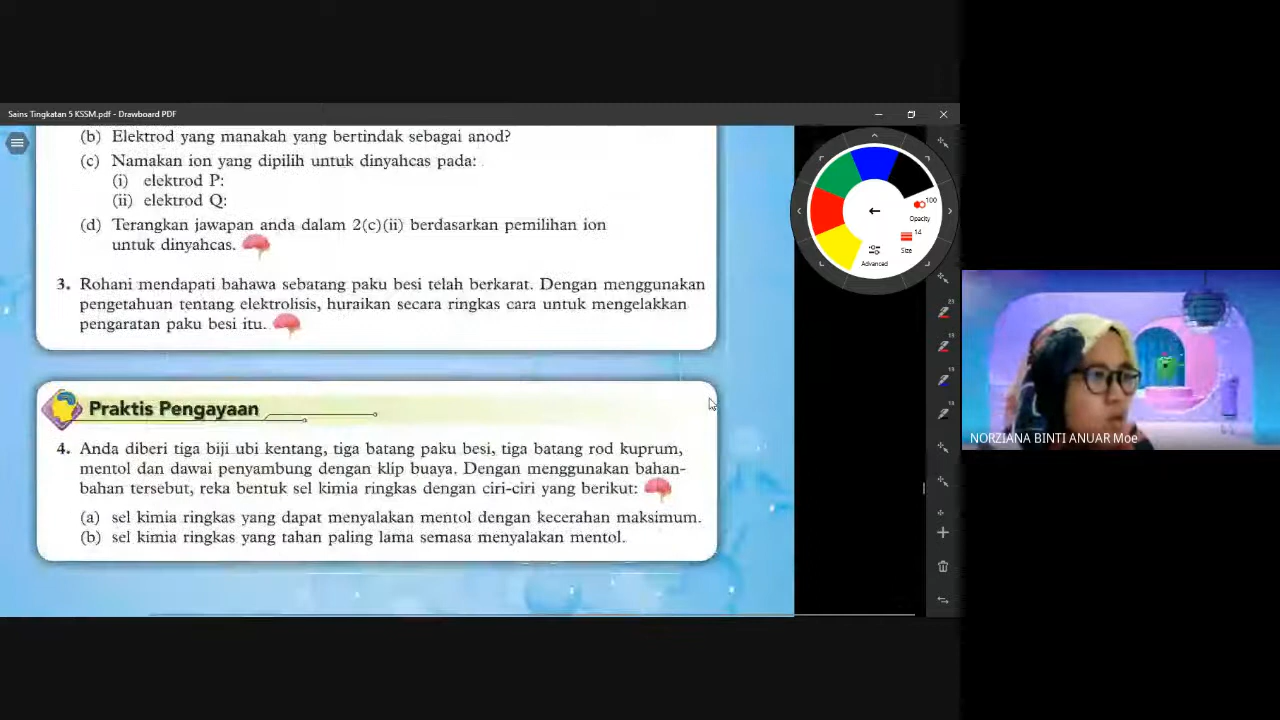 Sains Tingkatan 5 KSSM.pdf - Drawboard PDF
(b) Elektrod yang manakah yang bertindak sebagai anod?
(c) Namakan ion yang dipilih untuk dinyahcas pada:
(i) elektrod P:
(ii) elektrod Q:
(d) Terangkan jawapan anda dalam 2(c)(ii) berdasarkan pemilihan ion
untuk dinyahcas.
3. Rohani mendapati bahawa sebatang paku besi telah berkarat. Dengan menggunakan
pengetahuan tentang elektrolisis, huraikan secara ringkas cara untuk mengelakkan
pengaratan paku besi itu.
Praktis Pengayaan
4. Anda diberi tiga biji ubi kentang, tiga batang paku besi, tiga batang rod kuprum,
mentol dan dawai penyambung dengan klip buaya. Dengan menggunakan bahan-
bahan tersebut, reka bentuk sel kimia ringkas dengan ciri-ciri yang berikut:
(a) sel kimia ringkas yang dapat menyalakan mentol dengan kecerahan maksimum.
(b) sel kimia ringkas yang tahan paling lama semasa menyalakan mentol.
100
Opacity
14
Size
Advanced
NORZIANA BINTI ANUAR Moe